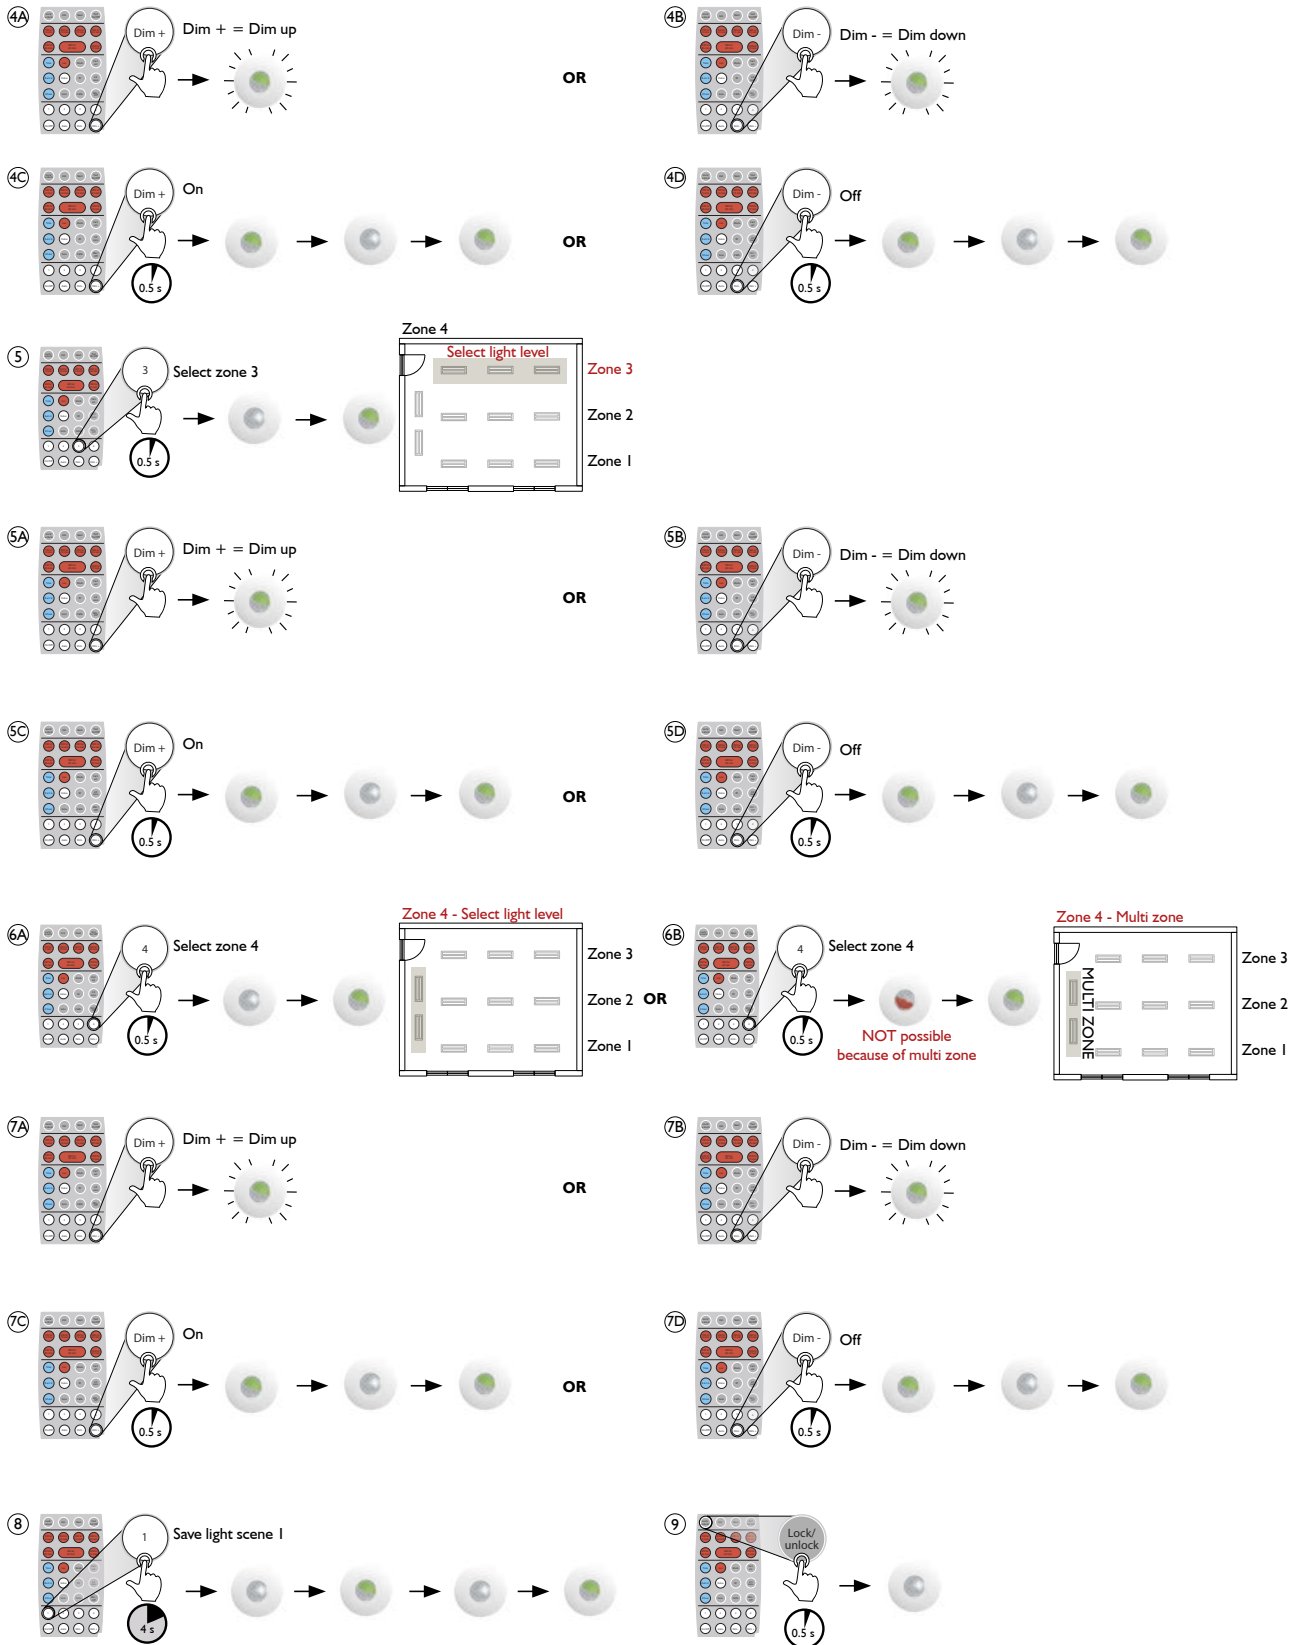 4A
Dim +
Dim + = Dim up
OR
4B
Dim -
Dim - = Dim down
4C
Dim +
On
0.5 s
OR
4D
Dim -
Off
0.5 s
5
3
Select zone 3
0.5 s
Zone 4
Select light level
Zone 3
Zone 2
Zone 1
5A
Dim +
Dim + = Dim up
OR
5B
Dim -
Dim - = Dim down
5C
Dim +
On
0.5 s
OR
5D
Dim -
Off
0.5 s
6A
4
Select zone 4
0.5 s
Zone 4 - Select light level
Zone 3
Zone 2
Zone 1
OR
6B
4
Select zone 4
0.5 s
NOT possible
because of multi zone
Zone 4 - Multi zone
MULTI ZONE
Zone 3
Zone 2
Zone 1
7A
Dim +
Dim + = Dim up
OR
7B
Dim -
Dim - = Dim down
7C
Dim +
On
0.5 s
OR
7D
Dim -
Off
0.5 s
8
1
Save light scene 1
4 s
9
Lock/
unlock
0.5 s